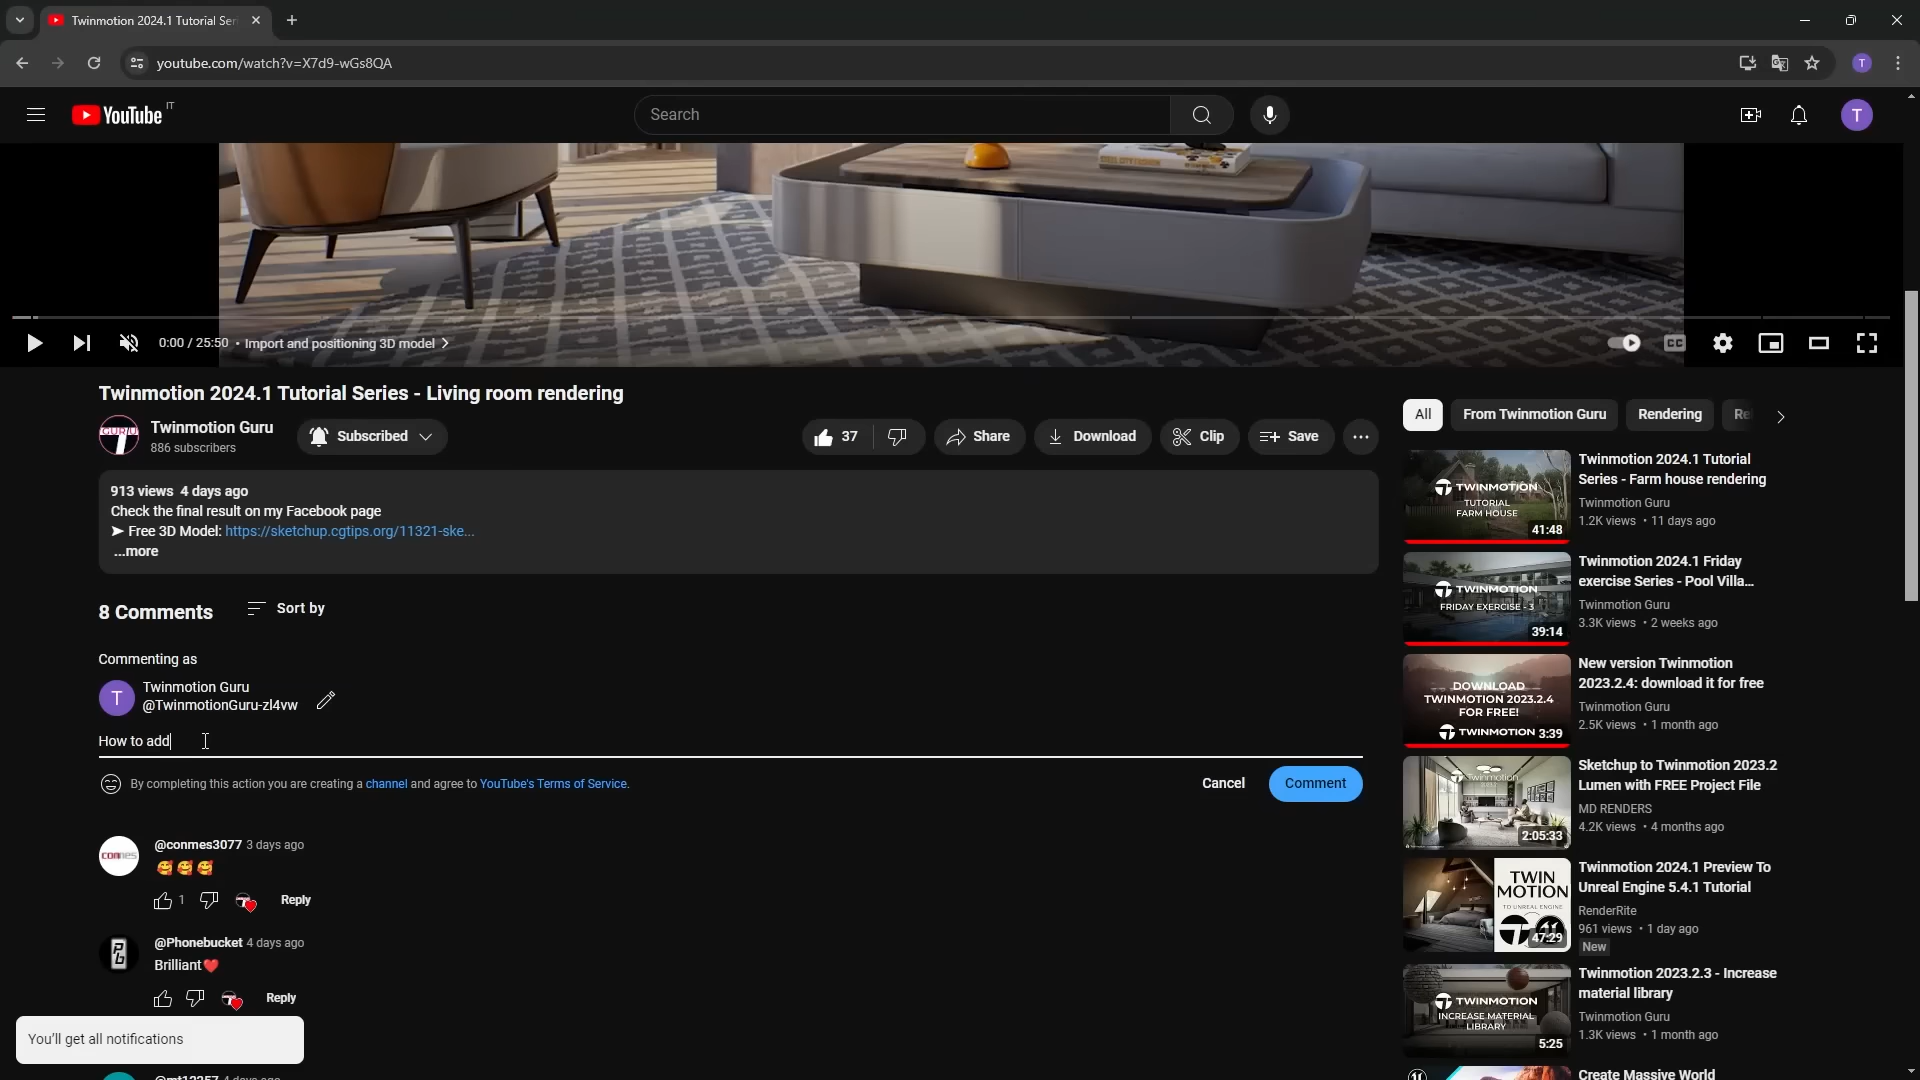 Twinmotion 2024.1 Tutorial Ser
youtube.com/watch?v=X7d9-wGs8QA
T
YouTube IT
Search
T
0:00 / 25:50 • Import and positioning 3D model
CC
Twinmotion 2024.1 Tutorial Series - Living room rendering
GURU
Twinmotion Guru
886 subscribers
Subscribed
37
Share
Download
Clip
Save
913 views 4 days ago
Check the final result on my Facebook page
➤ Free 3D Model: https://sketchup.cgtips.org/11321-ske...
...more
8 Comments
Sort by
Commenting as
T
Twinmotion Guru
@TwinmotionGuru-zl4vw
How to add
By completing this action you are creating a channel and agree to YouTube's Terms of Service.
Cancel
Comment
conmes
@conmes3077 3 days ago
🥰🥰🥰
1
Reply
Pb
@Phonebucket 4 days ago
Brilliant❤️
Reply
You'll get all notifications
All
From Twinmotion Guru
Rendering
Re
TWINMOTION
TUTORIAL
FARM HOUSE
41:48
Twinmotion 2024.1 Tutorial
Series - Farm house rendering
Twinmotion Guru
1.2K views • 11 days ago
TWINMOTION
FRIDAY EXERCISE - 3
39:14
Twinmotion 2024.1 Friday
exercise Series - Pool Villa...
Twinmotion Guru
3.3K views • 2 weeks ago
DOWNLOAD
TWINMOTION 2023.2.4
FOR FREE!
TWINMOTION
3:39
New version Twinmotion
2023.2.4: download it for free
Twinmotion Guru
2.5K views • 1 month ago
Twinmotion
2:05:33
Sketchup to Twinmotion 2023.2
Lumen with FREE Project File
MD RENDERS
4.2K views • 4 months ago
TWIN
MOTION
TO UNREAL ENGINE
47:29
Twinmotion 2024.1 Preview To
Unreal Engine 5.4.1 Tutorial
RenderRite
961 views • 1 day ago
New
TWINMOTION
INCREASE MATERIAL
LIBRARY
5:25
Twinmotion 2023.2.3 - Increase
material library
Twinmotion Guru
1.3K views • 1 month ago
Create Massive World